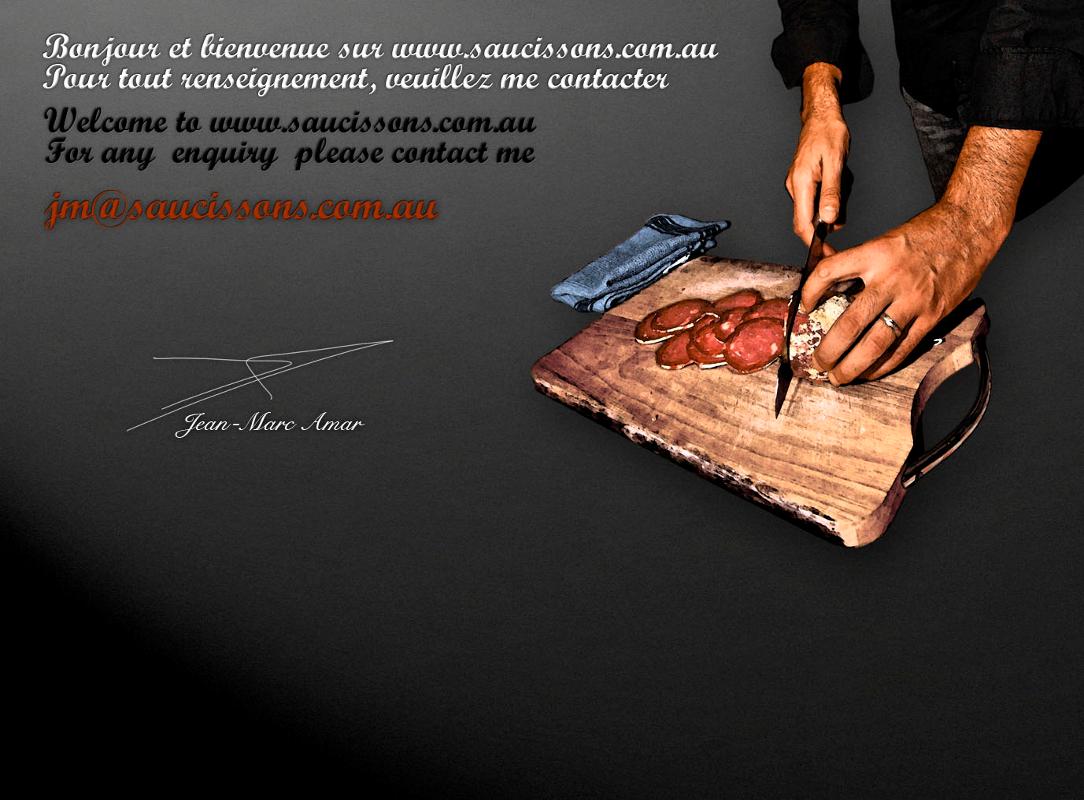 Bonjour et bienvenue sur www.saucissons.com.au
Pour tout renseignement, veuillez me contacter
Welcome to www.saucissons.com.au
For any enquiry please contact me
jm@saucissons.com.au
Jean-Marc Amar